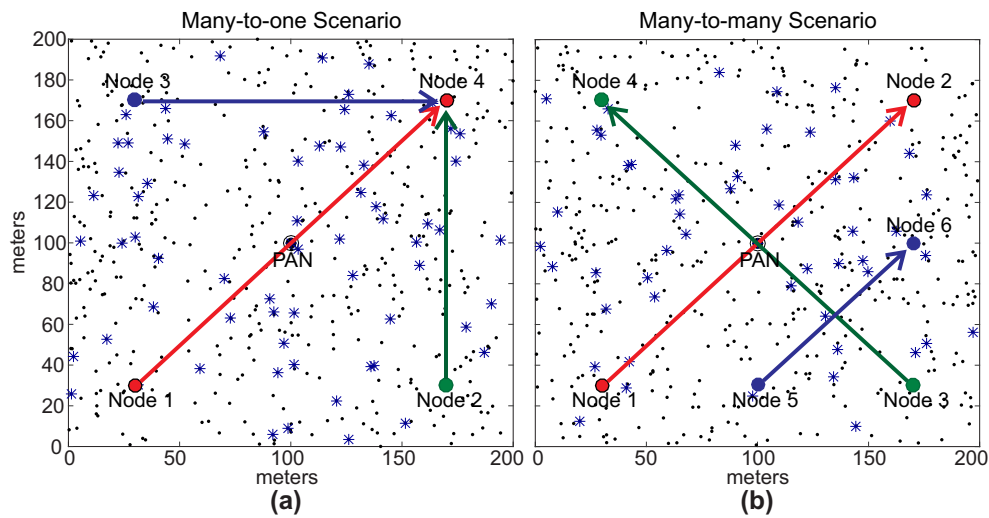 Many-to-one Scenario
200
180
160
140
120
100
80
60
40
20
0
meters
Node 3
Node 4
PAN
Node 1
Node 2
0
50
100
150
200
meters
(a)
Many-to-many Scenario
Node 4
Node 2
Node 6
PAN
Node 1
Node 5
Node 3
0
50
100
150
200
meters
(b)